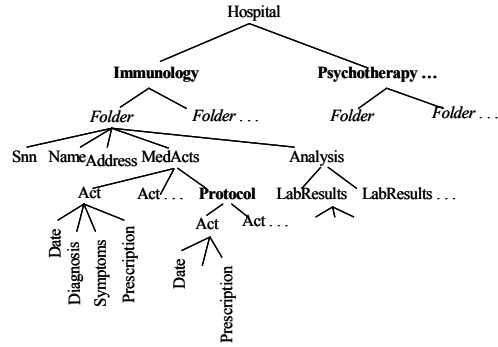 Hospital
Immunology Psychotherapy ...
Folder Folder . . . Folder Folder . . .
Snn Name Address MedActs Analysis
Act Act . . . Protocol LabResults LabResults . . .
Act Act . . .
Date Diagnosis Symptoms Prescription
Date Prescription